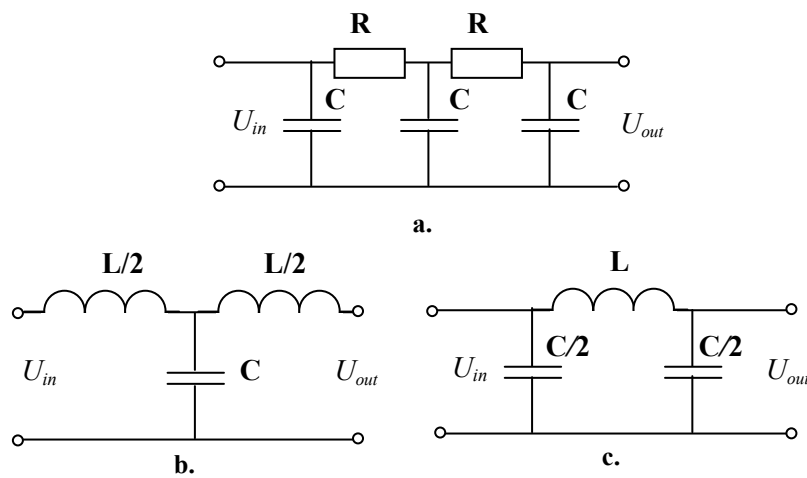 R R
C C C
U_in U_out
a.
L/2 L/2
U_in C U_out
b.
L
C/2 C/2
U_in U_out
c.